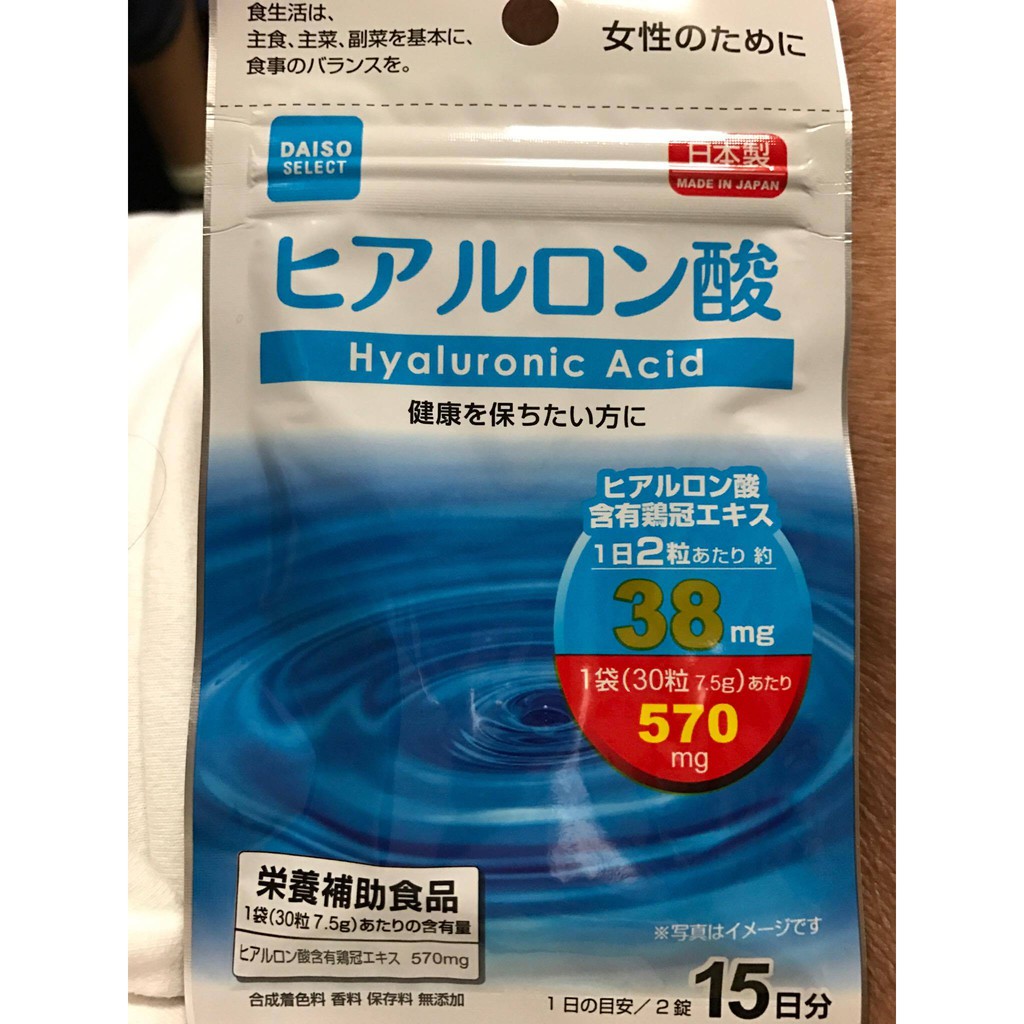 食生活は、
主食、主菜、副菜を基本に、
食事のバランスを。
女性のために
DAISO
SELECT
日本製
MADE IN JAPAN
ヒアルロン酸
Hyaluronic Acid
健康を保ちたい方に
ヒアルロン酸
含有鶏冠エキス
1日2粒あたり 約
38mg
1袋(30粒 7.5g)あたり
570
mg
栄養補助食品
1袋(30粒 7.5g)あたりの含有量
ヒアルロン酸含有鶏冠エキス 570mg
合成着色料 香料 保存料 無添加
※写真はイメージです
1日の目安/2錠 15日分